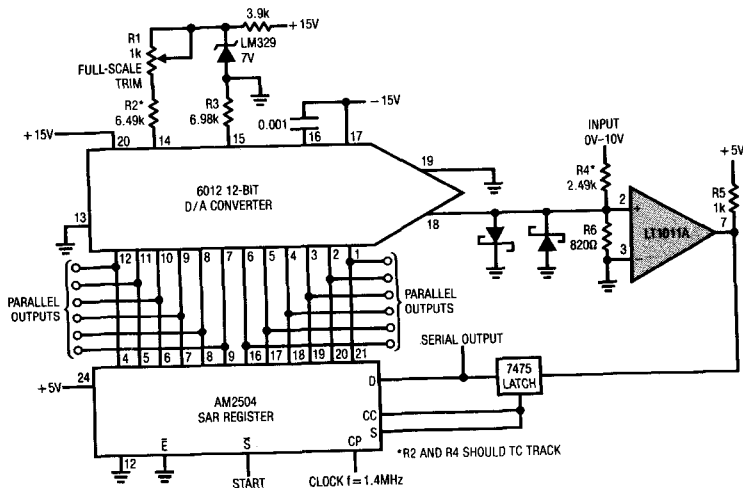 3.9k
+15V
R1
1k
FULL-SCALE
TRIM
LM329
7V
R2*
6.49k
R3
6.98k
0.001
-15V
+15V
20
14
15
16
17
6012 12-BIT
D/A CONVERTER
19
18
13
12 11 10 9 8 7 6 5 4 3 2 1
PARALLEL
OUTPUTS
PARALLEL
OUTPUTS
4 5 6 7 8 9 16 17 18 19 20 21
INPUT
0V-10V
R4*
2.49k
+5V
R5
1k
2
+
LT1011A
7
R6
820Ω
3
-
SERIAL OUTPUT
7475
LATCH
+5V
24
AM2504
SAR REGISTER
D
CC
S
E̅
S̅
CP
12
START
CLOCK f = 1.4MHz
*R2 AND R4 SHOULD TC TRACK